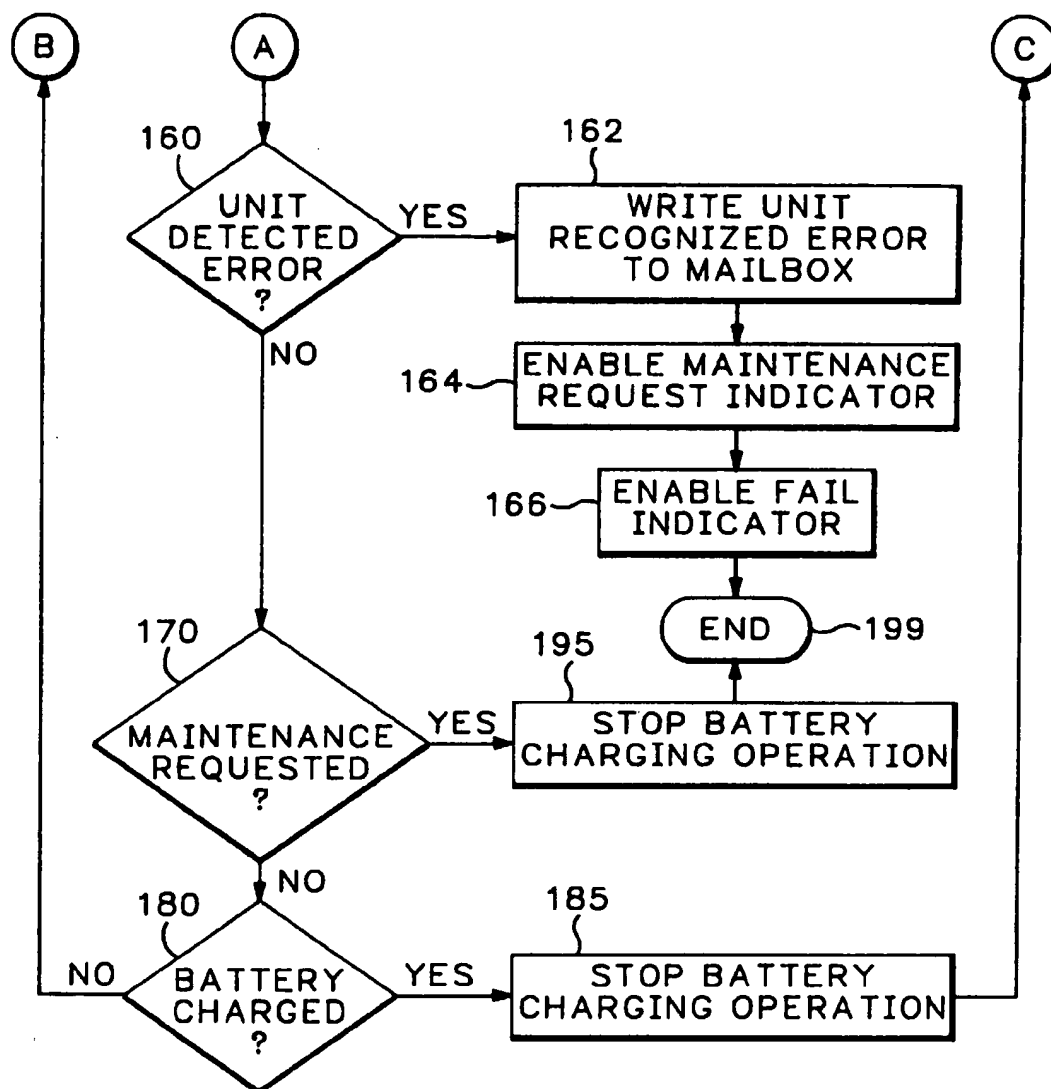 B
A
C
160
UNIT
DETECTED
ERROR
?
YES
NO
162
WRITE UNIT
RECOGNIZED ERROR
TO MAILBOX
164
ENABLE MAINTENANCE
REQUEST INDICATOR
166
ENABLE FAIL
INDICATOR
END
199
170
MAINTENANCE
REQUESTED
?
YES
NO
195
STOP BATTERY
CHARGING OPERATION
180
BATTERY
CHARGED
?
NO
YES
185
STOP BATTERY
CHARGING OPERATION